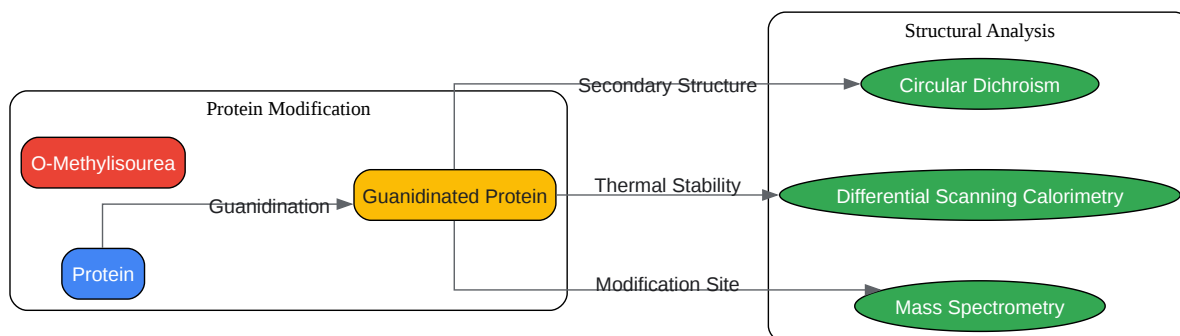 Protein Modification
O-Methylisourea
Protein
Guanidination
Guanidinated Protein
Secondary Structure
Thermal Stability
Modification Site
Structural Analysis
Circular Dichroism
Differential Scanning Calorimetry
Mass Spectrometry